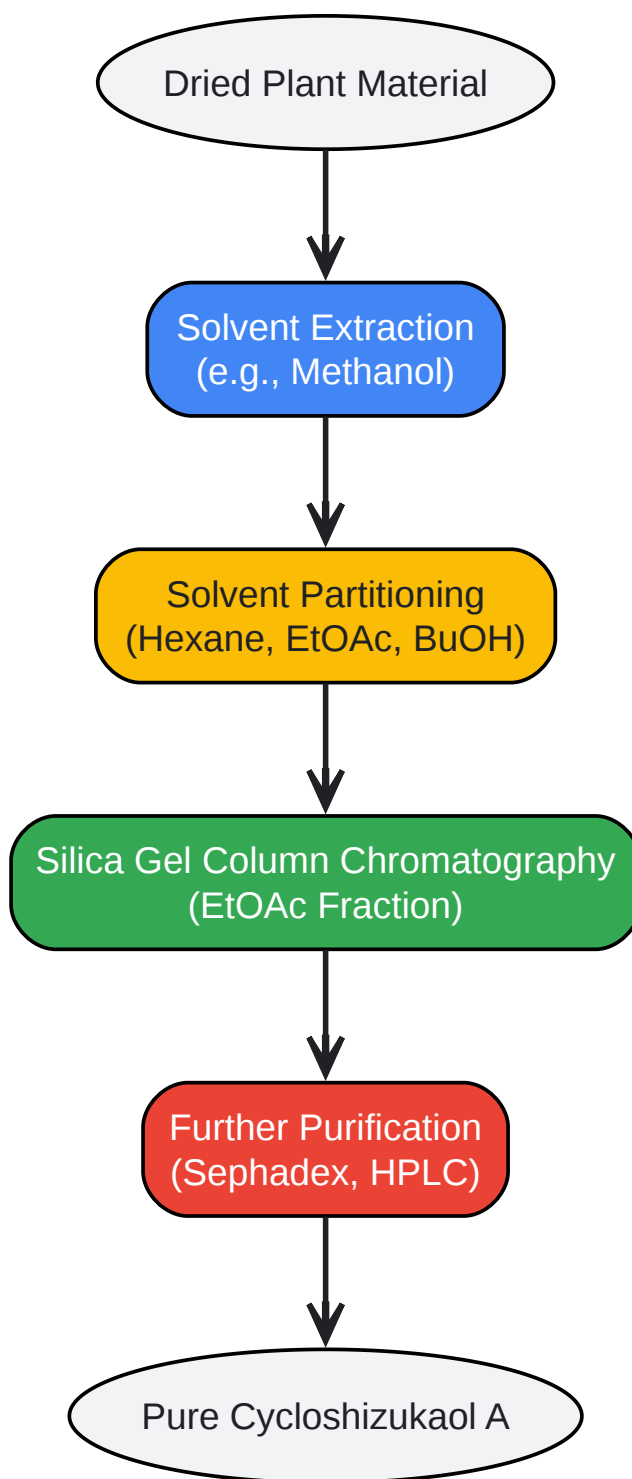 Dried Plant Material
Solvent Extraction
(e.g., Methanol)
Solvent Partitioning
(Hexane, EtOAc, BuOH)
Silica Gel Column Chromatography
(EtOAc Fraction)
Further Purification
(Sephadex, HPLC)
Pure Cycloshizukaol A